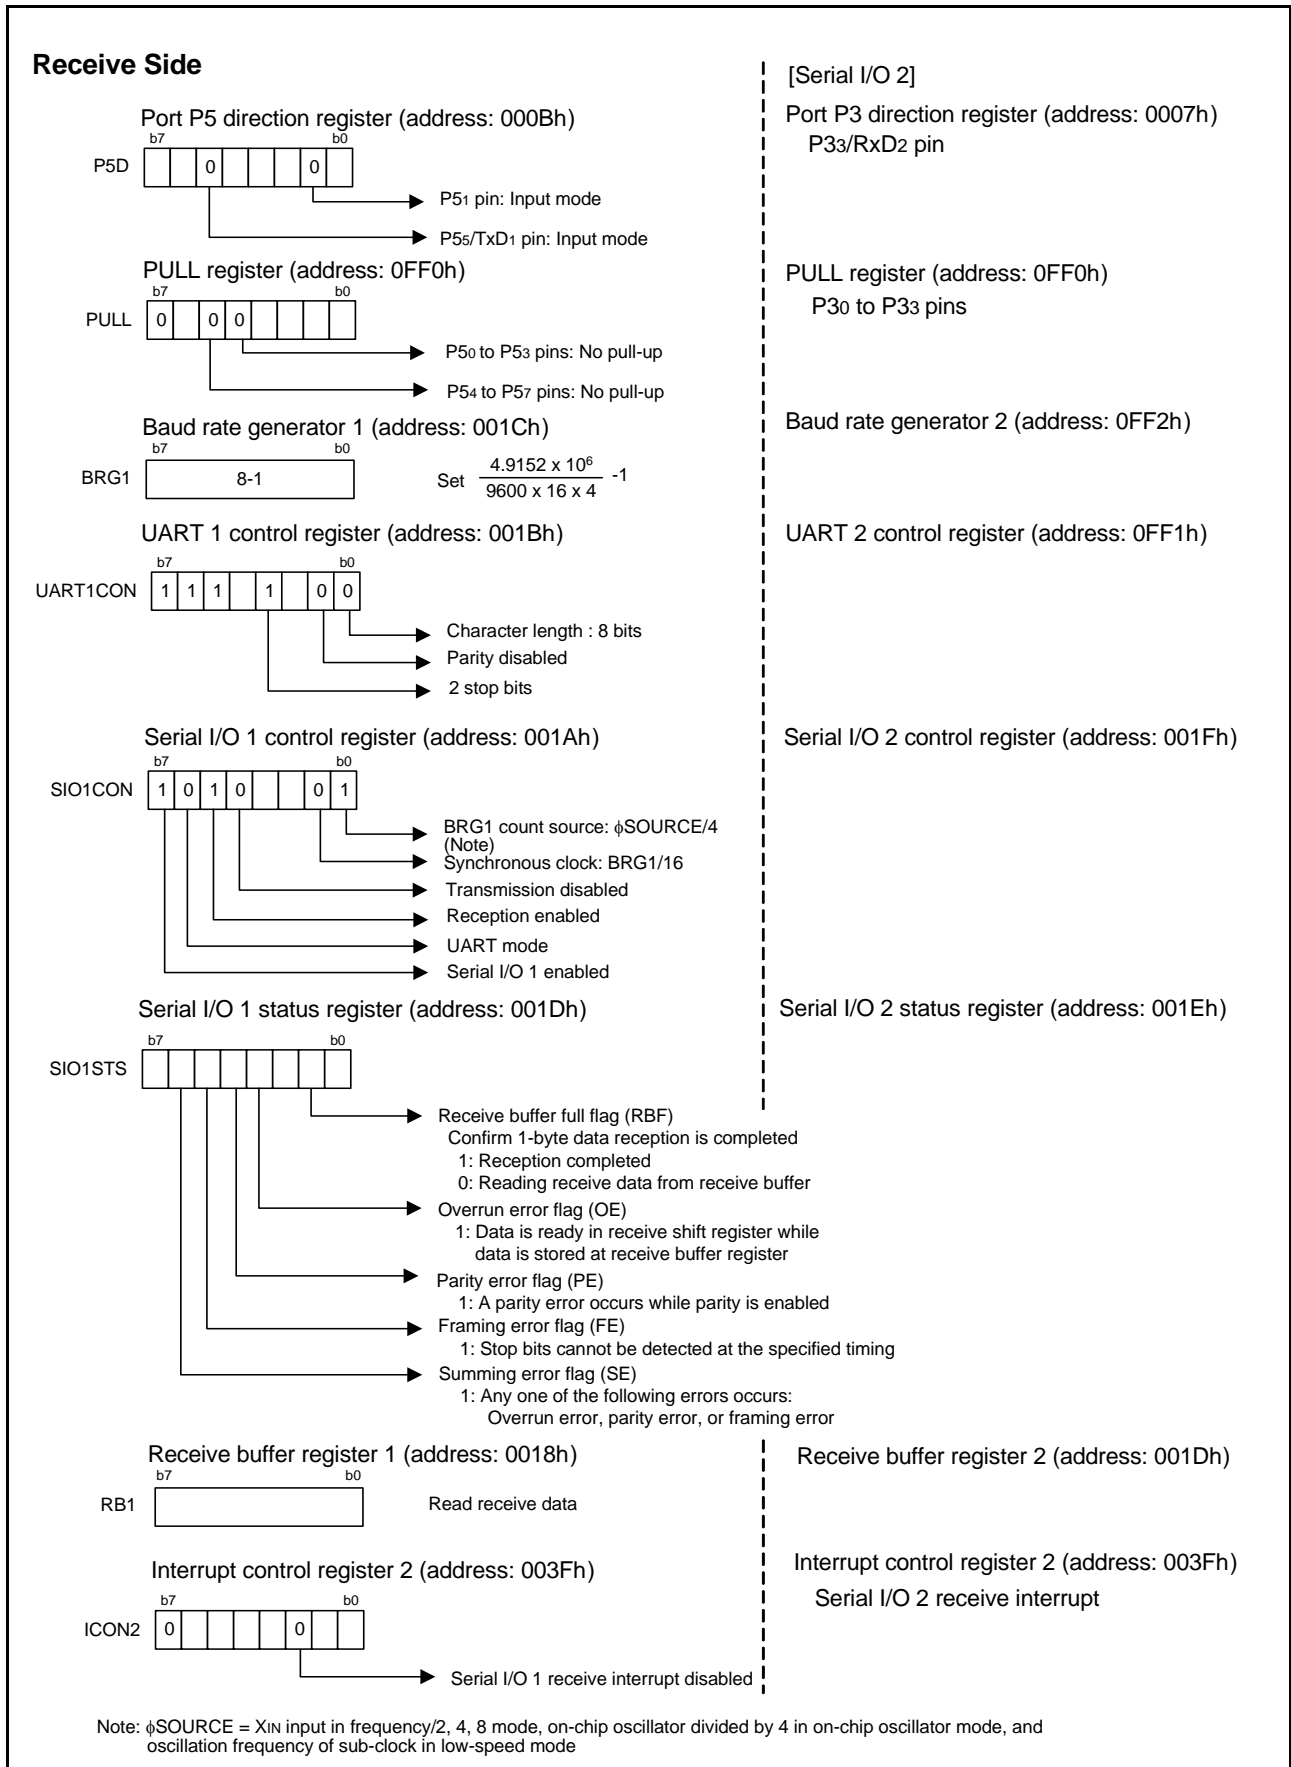 Receive Side
[Serial I/O 2]
Port P5 direction register (address: 000Bh)
Port P3 direction register (address: 0007h)
b7 b0
P33/RxD2 pin
P5D 0 0
P51 pin: Input mode
P55/TxD1 pin: Input mode
PULL register (address: 0FF0h)
PULL register (address: 0FF0h)
b7 b0
P30 to P33 pins
PULL 0 0 0
P50 to P53 pins: No pull-up
P54 to P57 pins: No pull-up
Baud rate generator 1 (address: 001Ch)
Baud rate generator 2 (address: 0FF2h)
b7 b0
BRG1 8-1
Set 4.9152 x 10⁶ / 9600 x 16 x 4 -1
UART 1 control register (address: 001Bh)
UART 2 control register (address: 0FF1h)
b7 b0
UART1CON 1 1 1 1 0 0
Character length : 8 bits
Parity disabled
2 stop bits
Serial I/O 1 control register (address: 001Ah)
Serial I/O 2 control register (address: 001Fh)
b7 b0
SIO1CON 1 0 1 0 0 1
BRG1 count source: ϕSOURCE/4
(Note)
Synchronous clock: BRG1/16
Transmission disabled
Reception enabled
UART mode
Serial I/O 1 enabled
Serial I/O 1 status register (address: 001Dh)
Serial I/O 2 status register (address: 001Eh)
b7 b0
SIO1STS
Receive buffer full flag (RBF)
Confirm 1-byte data reception is completed
1: Reception completed
0: Reading receive data from receive buffer
Overrun error flag (OE)
1: Data is ready in receive shift register while
data is stored at receive buffer register
Parity error flag (PE)
1: A parity error occurs while parity is enabled
Framing error flag (FE)
1: Stop bits cannot be detected at the specified timing
Summing error flag (SE)
1: Any one of the following errors occurs:
Overrun error, parity error, or framing error
Receive buffer register 1 (address: 0018h)
Receive buffer register 2 (address: 001Dh)
b7 b0
RB1
Read receive data
Interrupt control register 2 (address: 003Fh)
Interrupt control register 2 (address: 003Fh)
b7 b0
Serial I/O 2 receive interrupt
ICON2 0 0
Serial I/O 1 receive interrupt disabled
Note: ϕSOURCE = XIN input in frequency/2, 4, 8 mode, on-chip oscillator divided by 4 in on-chip oscillator mode, and
oscillation frequency of sub-clock in low-speed mode